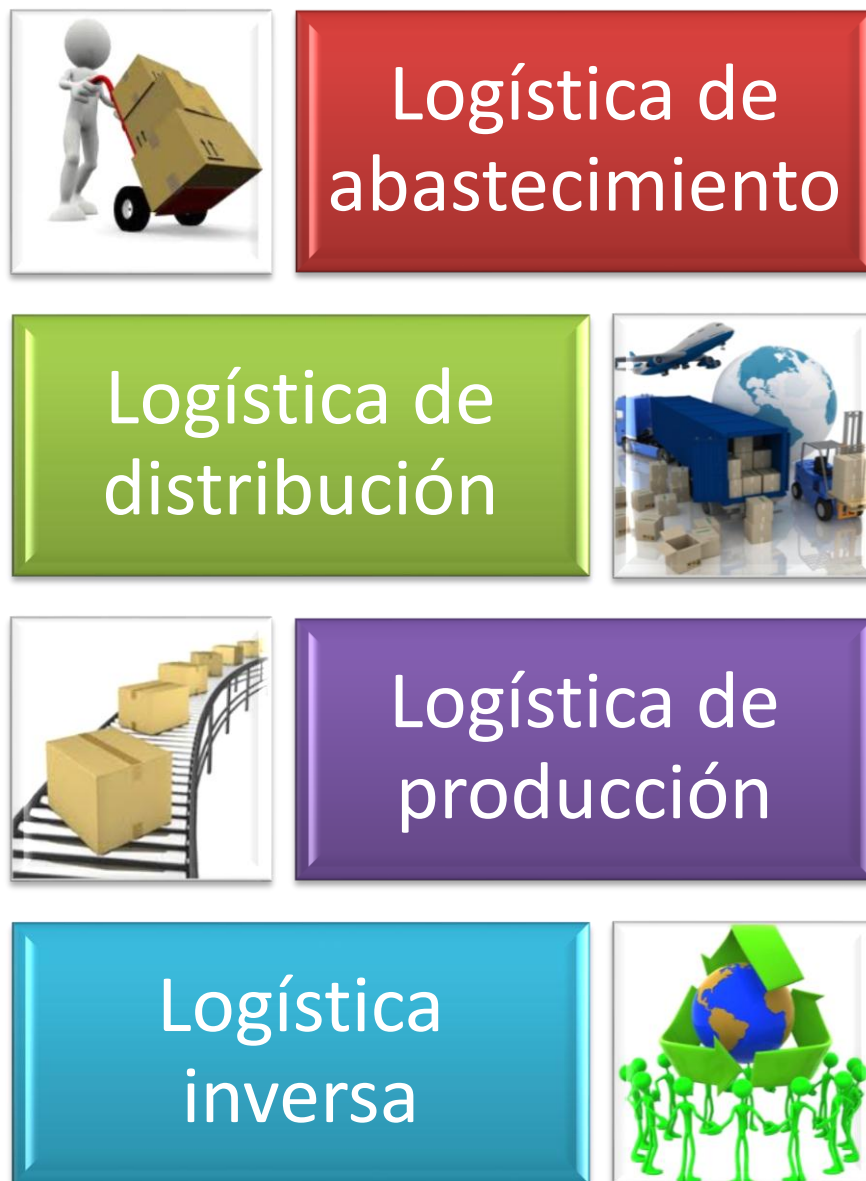 Logística de
abastecimiento
Logística de
distribución
Logística de
producción
Logística
inversa